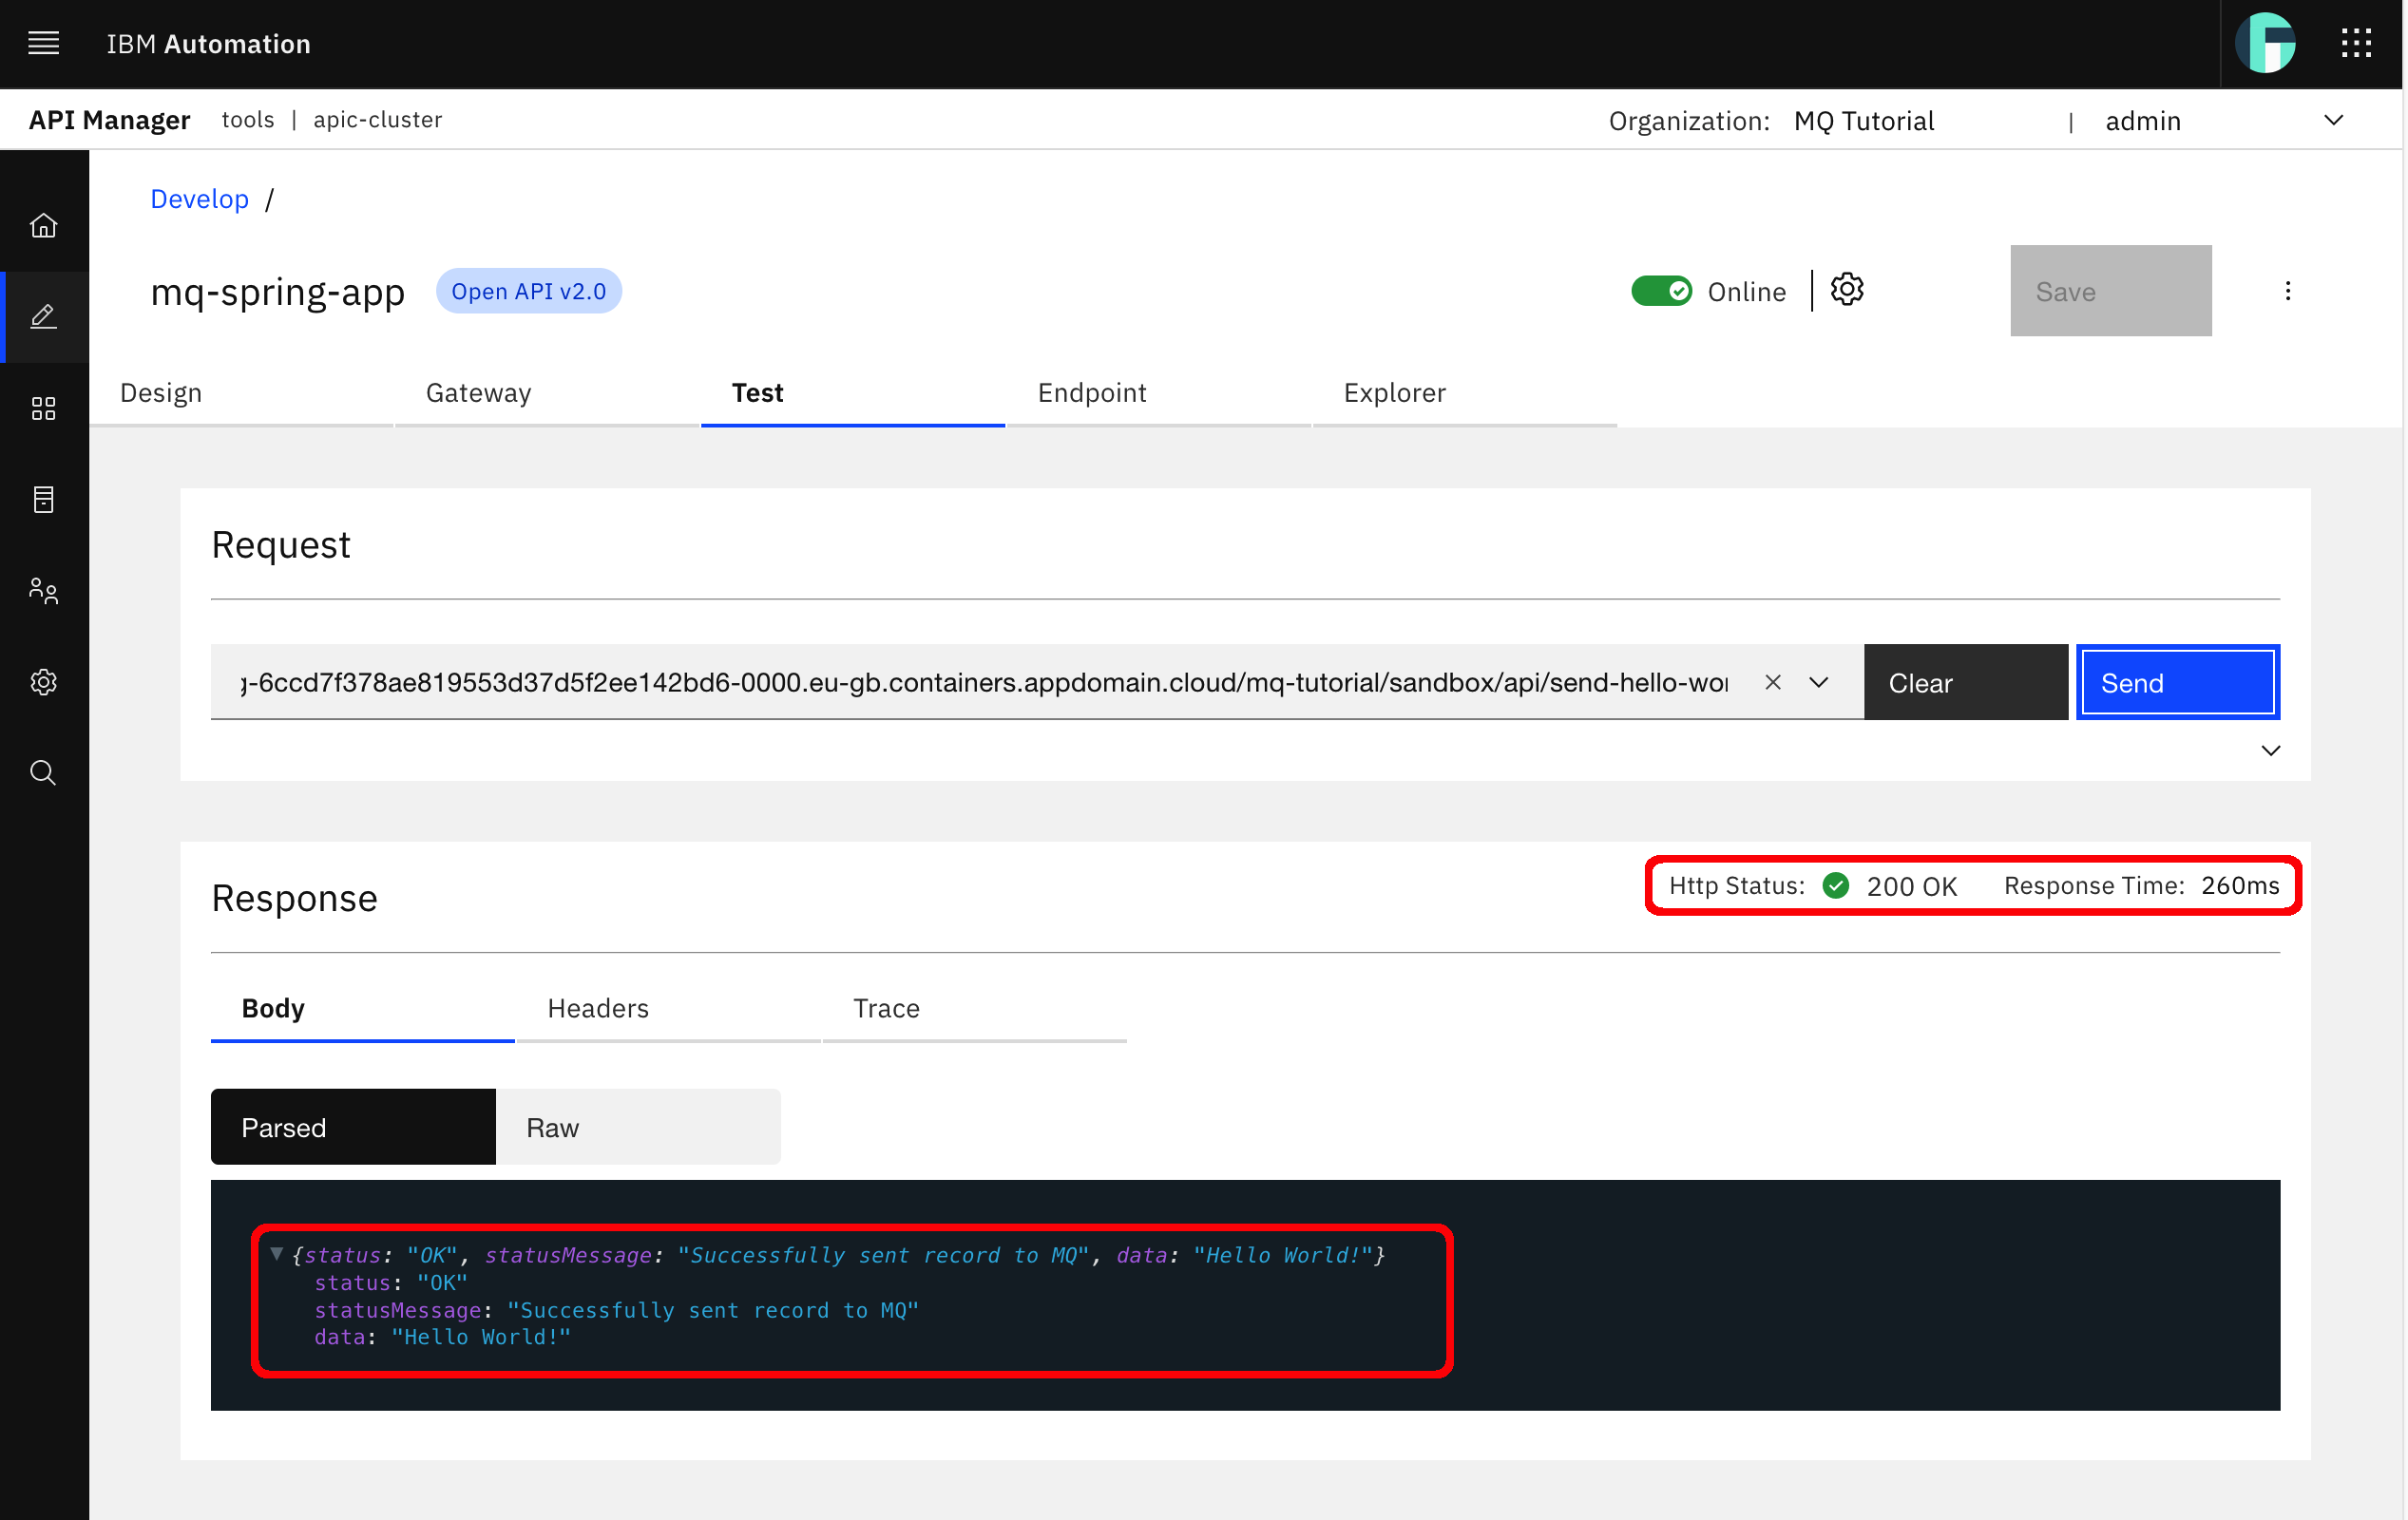 IBM Automation
API Manager tools | apic-cluster Organization: MQ Tutorial | admin
Develop /
mq-spring-app Open API v2.0 Online Save
Design Gateway Test Endpoint Explorer
Request
g-6ccd7f378ae819553d37d5f2ee142bd6-0000.eu-gb.containers.appdomain.cloud/mq-tutorial/sandbox/api/send-hello-wor Clear Send
Response Http Status: 200 OK Response Time: 260ms
Body Headers Trace
Parsed Raw
{status: "OK", statusMessage: "Successfully sent record to MQ", data: "Hello World!"}
status: "OK"
statusMessage: "Successfully sent record to MQ"
data: "Hello World!"